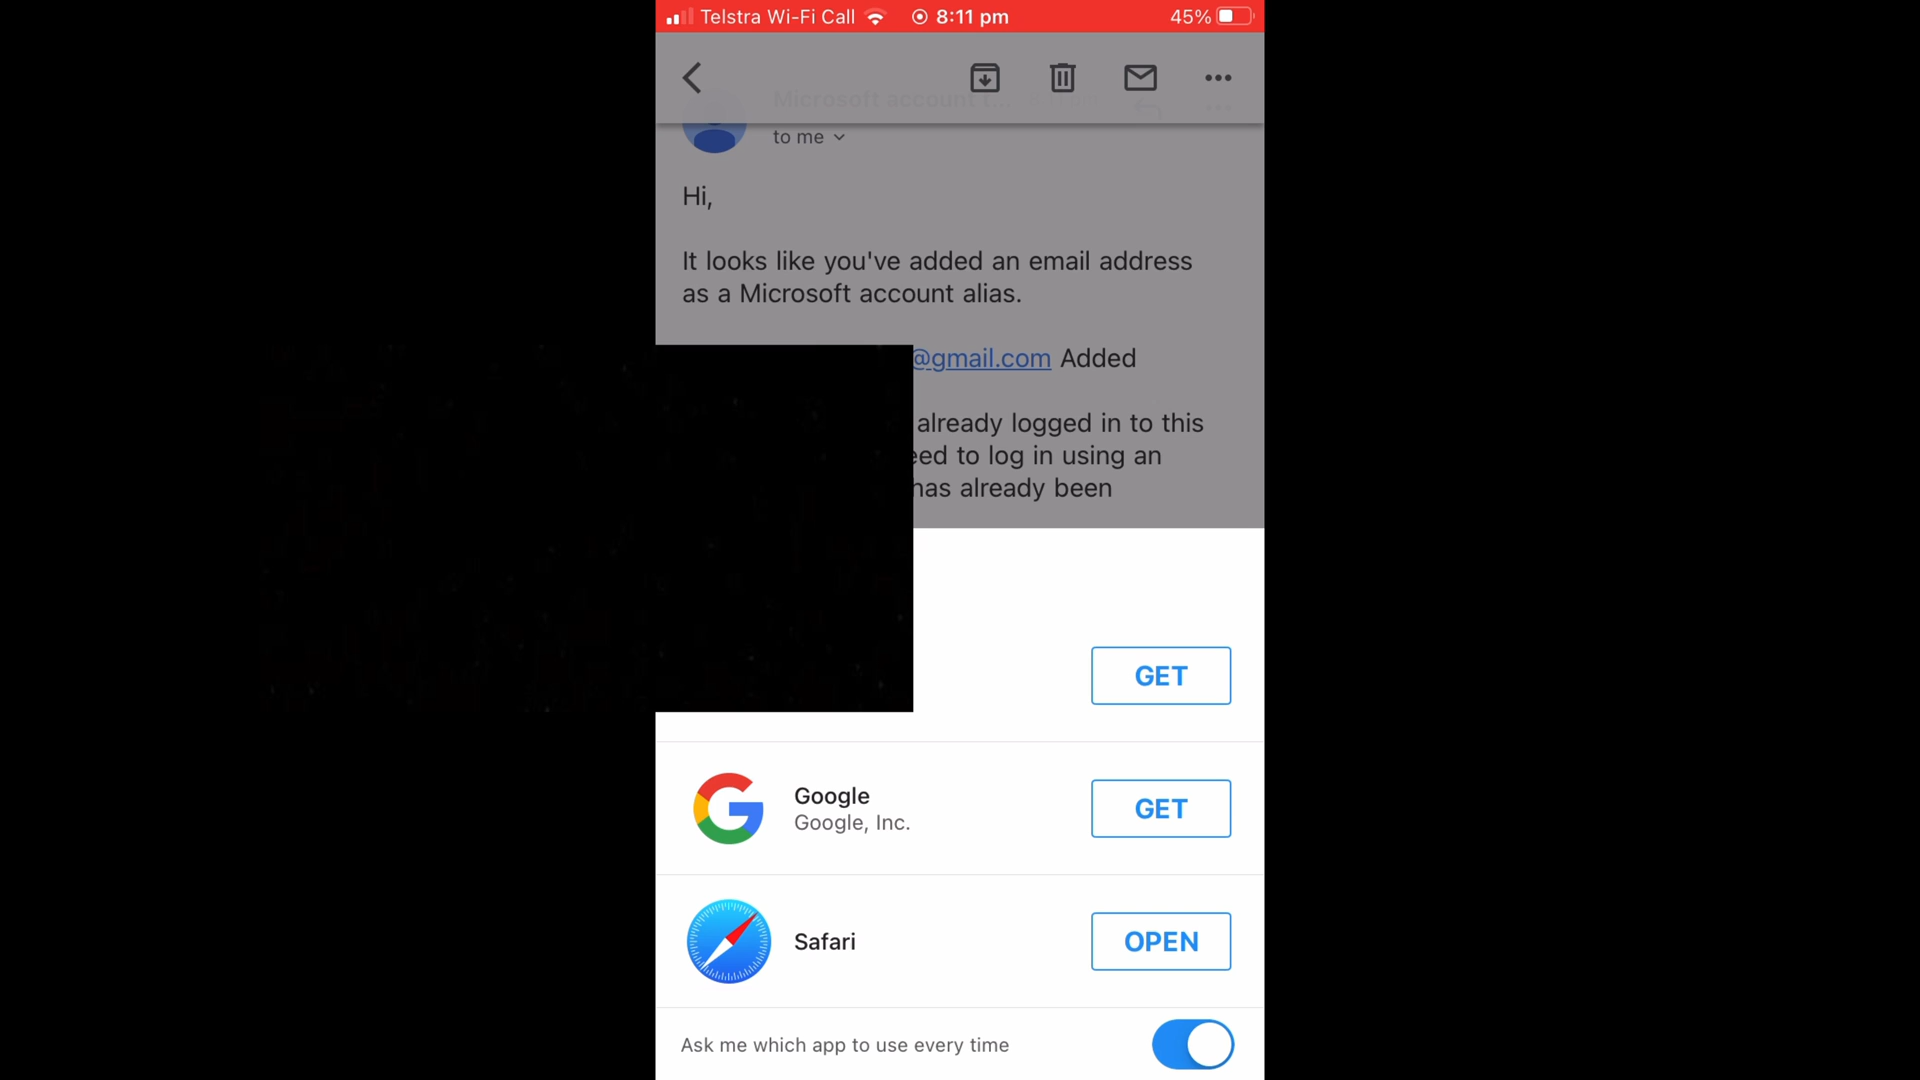 Telstra Wi-Fi Call 8:11 pm 45%
Microsoft account t...
to me
Hi,
It looks like you've added an email address
as a Microsoft account alias.
@gmail.com Added
already logged in to this
to log in using an
has already been
GET
Google
Google, Inc.
GET
Safari
OPEN
Ask me which app to use every time